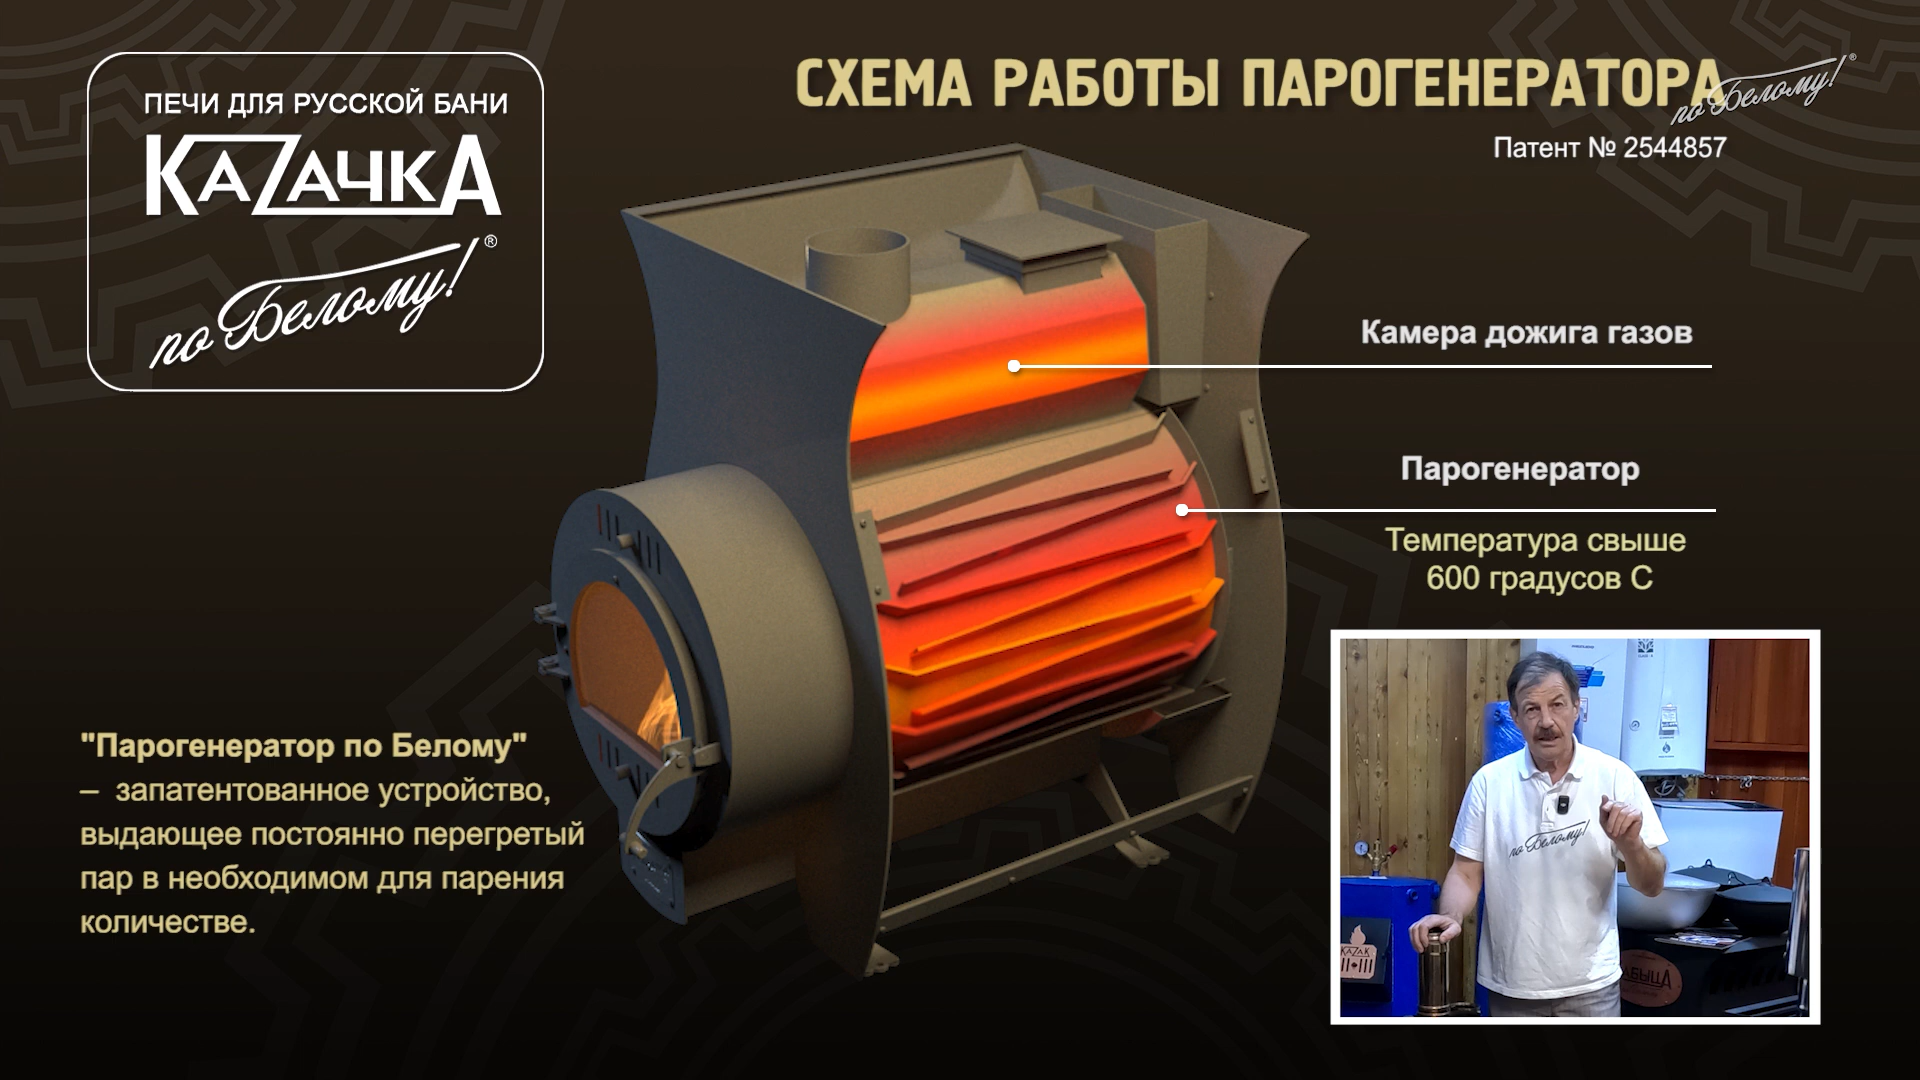 ПЕЧИ ДЛЯ РУССКОЙ БАНИ
KAZAЧKA
по Белому! ®
СХЕМА РАБОТЫ ПАРОГЕНЕРАТОРА
по Белому! ®
Патент № 2544857
Камера дожига газов
Парогенератор
Температура свыше
600 градусов С
"Парогенератор по Белому"
– запатентованное устройство,
выдающее постоянно перегретый
пар в необходимом для парения
количестве.
по Белому!
KAZAK